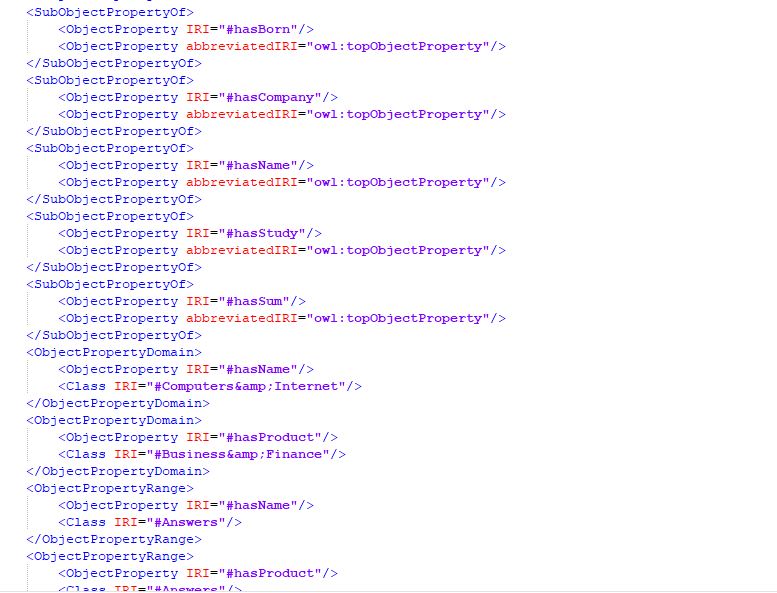 <SubObjectPropertyOf>
<ObjectProperty IRI="#hasBorn"/>
<ObjectProperty abbreviatedIRI="owl:topObjectProperty"/>
</SubObjectPropertyOf>
<SubObjectPropertyOf>
<ObjectProperty IRI="#hasCompany"/>
<ObjectProperty abbreviatedIRI="owl:topObjectProperty"/>
</SubObjectPropertyOf>
<SubObjectPropertyOf>
<ObjectProperty IRI="#hasName"/>
<ObjectProperty abbreviatedIRI="owl:topObjectProperty"/>
</SubObjectPropertyOf>
<SubObjectPropertyOf>
<ObjectProperty IRI="#hasStudy"/>
<ObjectProperty abbreviatedIRI="owl:topObjectProperty"/>
</SubObjectPropertyOf>
<SubObjectPropertyOf>
<ObjectProperty IRI="#hasSum"/>
<ObjectProperty abbreviatedIRI="owl:topObjectProperty"/>
</SubObjectPropertyOf>
<ObjectPropertyDomain>
<ObjectProperty IRI="#hasName"/>
<Class IRI="#Computers&amp;Internet"/>
</ObjectPropertyDomain>
<ObjectPropertyDomain>
<ObjectProperty IRI="#hasProduct"/>
<Class IRI="#Business&amp;Finance"/>
</ObjectPropertyDomain>
<ObjectPropertyRange>
<ObjectProperty IRI="#hasName"/>
<Class IRI="#Answers"/>
</ObjectPropertyRange>
<ObjectPropertyRange>
<ObjectProperty IRI="#hasProduct"/>
<Class IRI="#Answers"/>